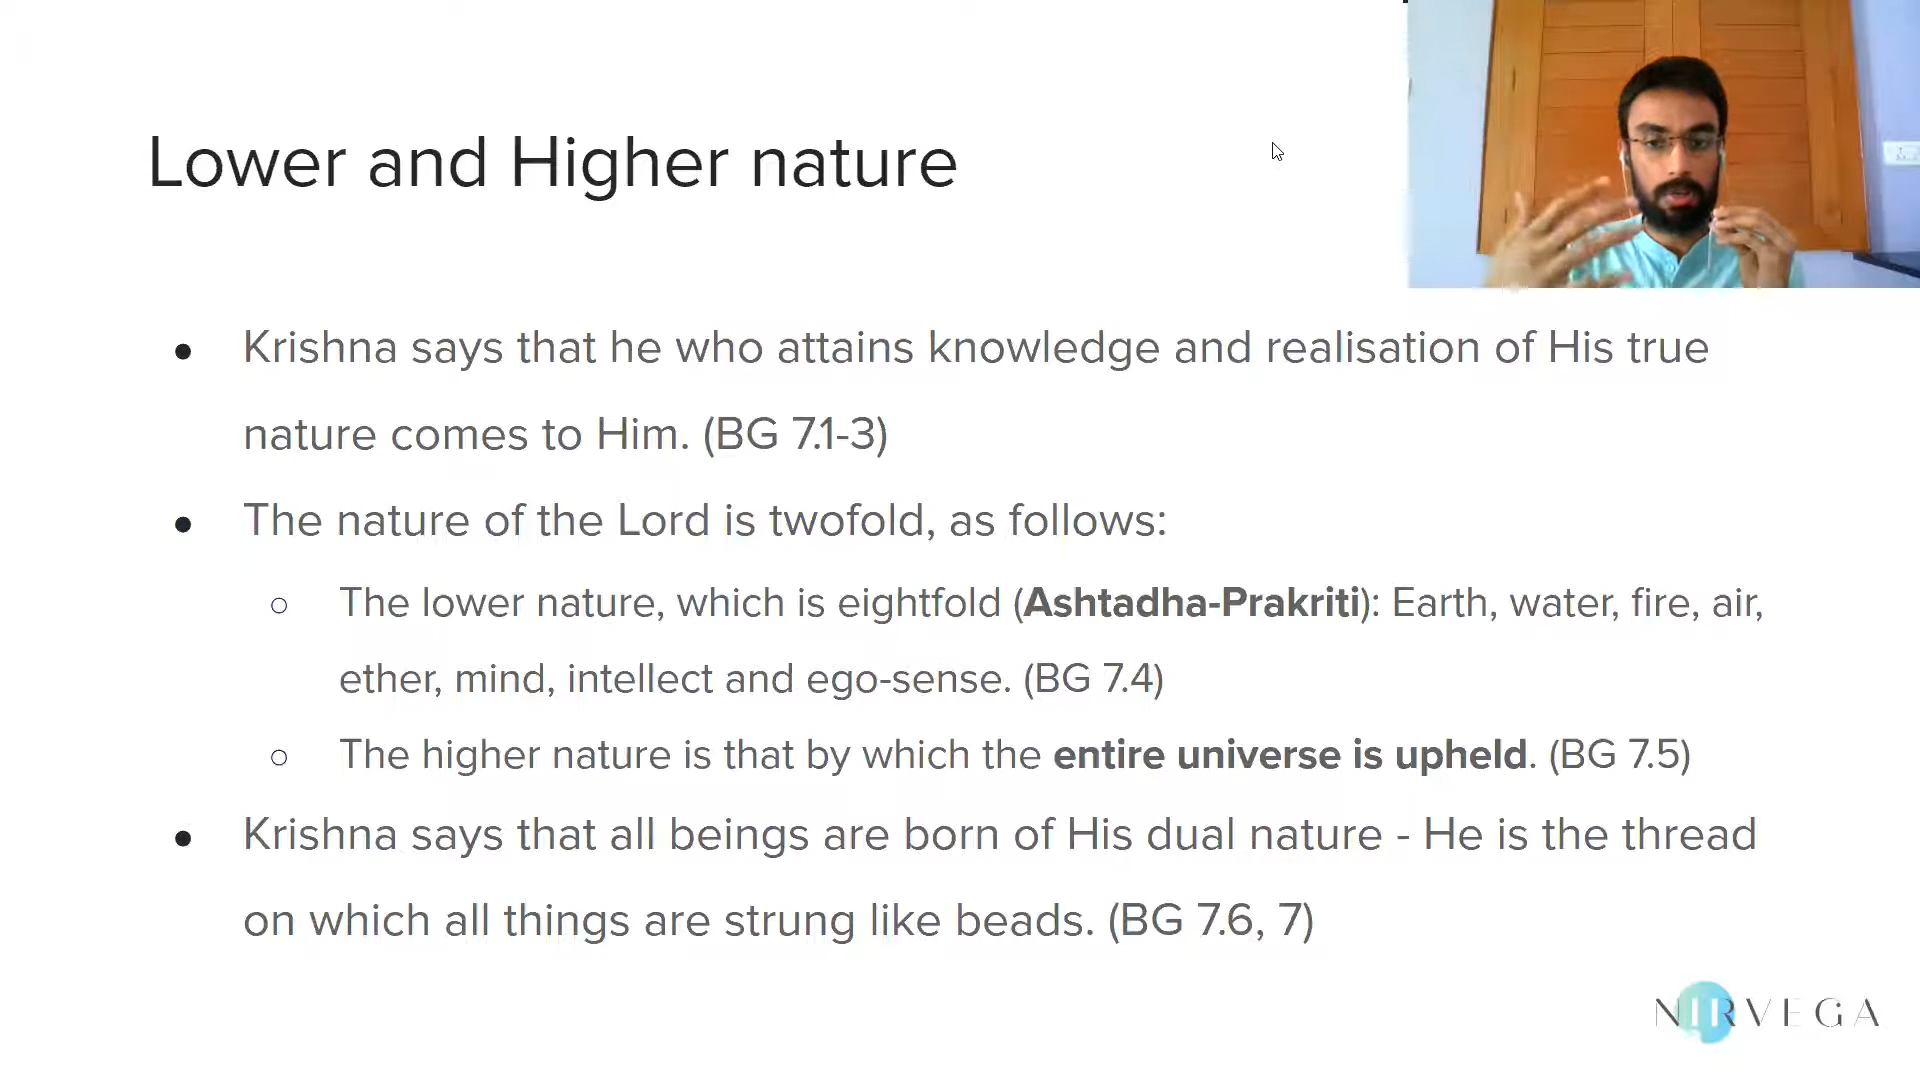 Lower and Higher nature
● Krishna says that he who attains knowledge and realisation of His true
nature comes to Him. (BG 7.1-3)
● The nature of the Lord is twofold, as follows:
○ The lower nature, which is eightfold (Ashtadha-Prakriti): Earth, water, fire, air,
ether, mind, intellect and ego-sense. (BG 7.4)
○ The higher nature is that by which the entire universe is upheld. (BG 7.5)
● Krishna says that all beings are born of His dual nature - He is the thread
on which all things are strung like beads. (BG 7.6, 7)
NIRVEGA